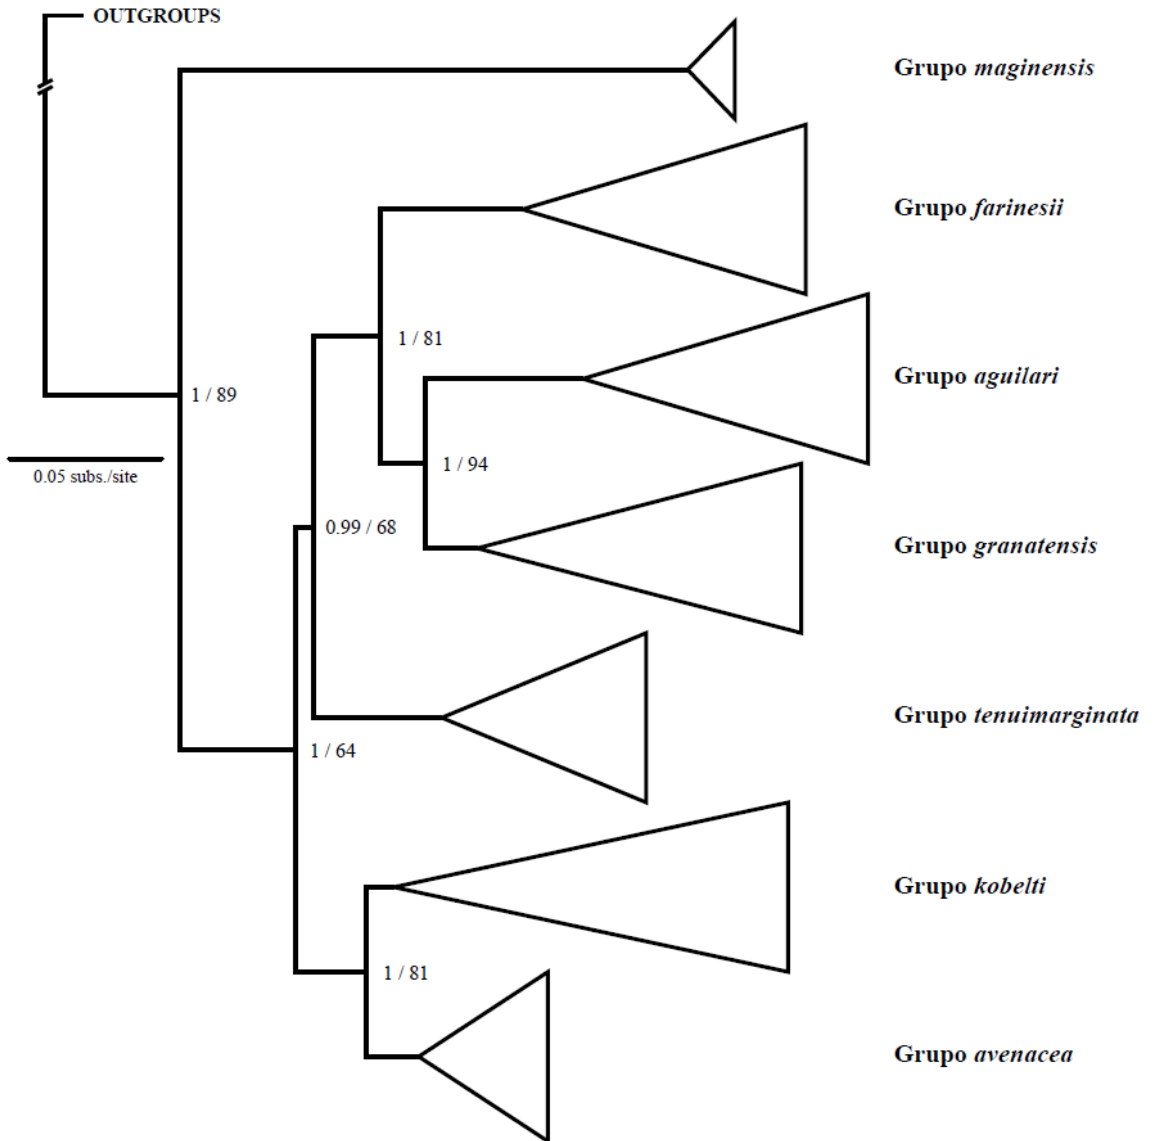 OUTGROUPS
Grupo maginensis
Grupo farinesii
1 / 81
Grupo aguilari
1 / 89
1 / 94
0.05 subs./site
0.99 / 68
Grupo granatensis
Grupo tenuimarginata
1 / 64
Grupo kobelti
1 / 81
Grupo avenacea